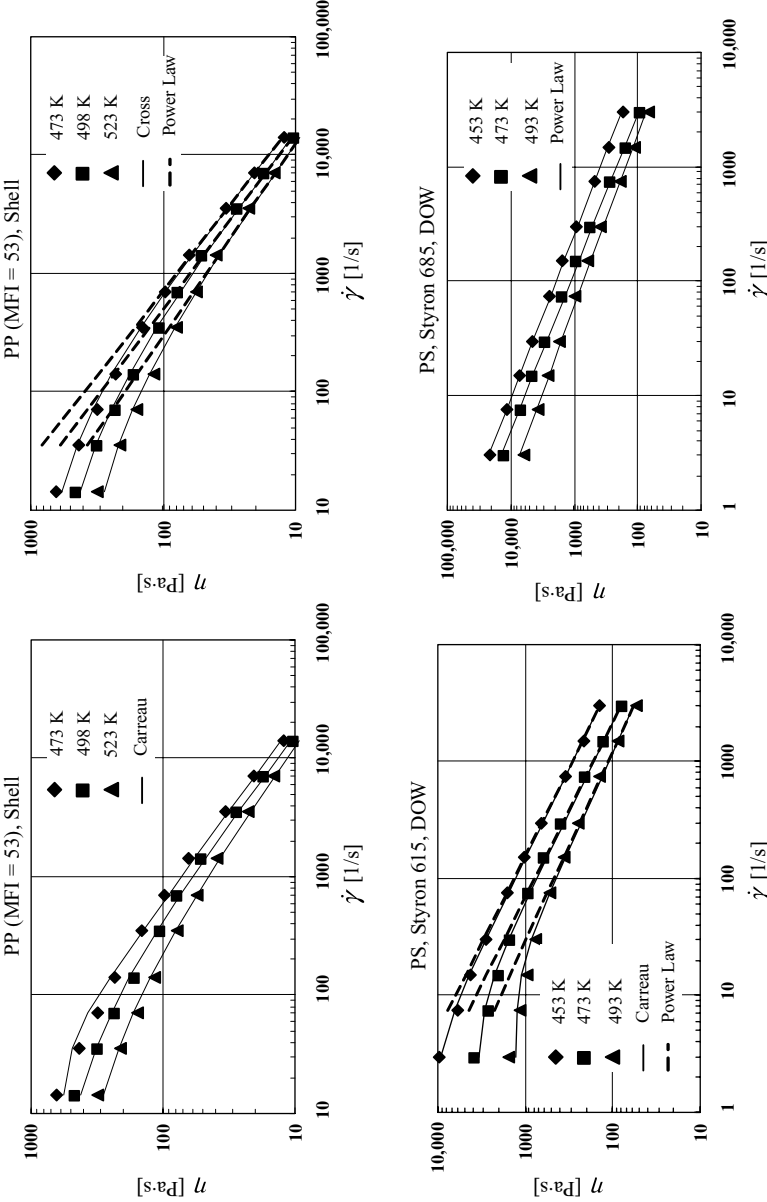 PP (MFI = 53), Shell
1000
100
10
η [Pa·s]
473 K
498 K
523 K
Carreau
10
100
1000
10,000
100,000
γ̇ [1/s]
PP (MFI = 53), Shell
1000
100
10
η [Pa·s]
473 K
498 K
523 K
Cross
Power Law
10
100
1000
10,000
100,000
γ̇ [1/s]
PS, Styron 615, DOW
10,000
1000
100
10
η [Pa·s]
453 K
473 K
493 K
Carreau
Power Law
1
10
100
1000
10,000
γ̇ [1/s]
PS, Styron 685, DOW
100,000
10,000
1000
100
10
η [Pa·s]
453 K
473 K
493 K
Power Law
1
10
100
1000
10,000
γ̇ [1/s]